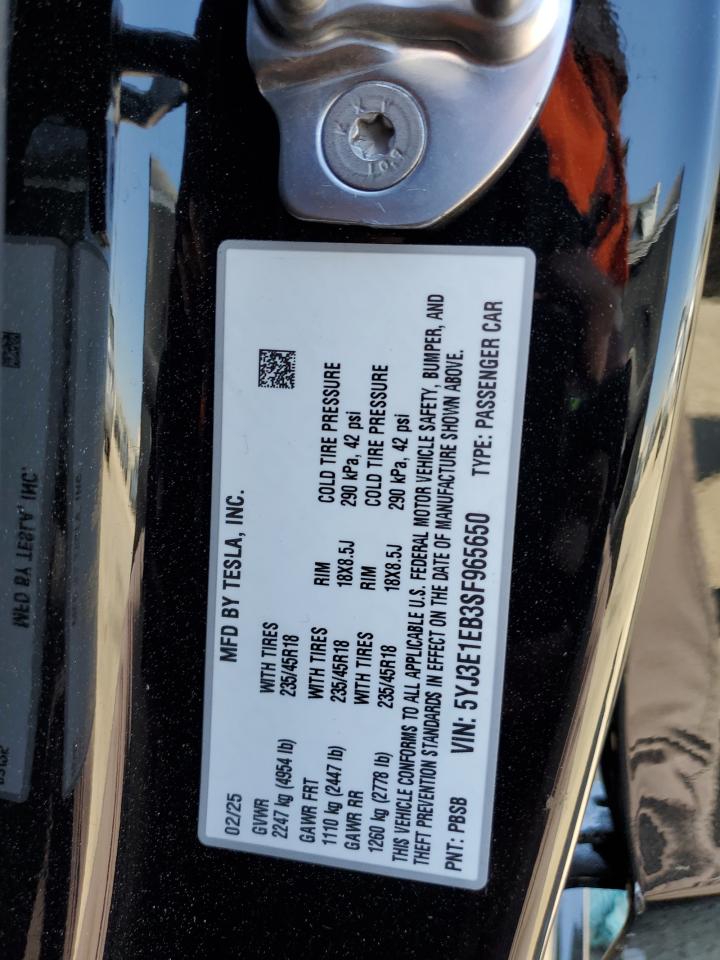 MFD BY TESLA, INC.
02/25
GVWR
2247 kg (4954 lb)
WITH TIRES
235/45R18
GAWR FRT
1110 kg (2447 lb)
WITH TIRES
235/45R18
RIM
18X8.5J
COLD TIRE PRESSURE
290 kPa, 42 psi
GAWR RR
1260 kg (2778 lb)
WITH TIRES
235/45R18
RIM
18X8.5J
COLD TIRE PRESSURE
290 kPa, 42 psi
THIS VEHICLE CONFORMS TO ALL APPLICABLE U.S. FEDERAL MOTOR VEHICLE SAFETY, BUMPER, AND
THEFT PREVENTION STANDARDS IN EFFECT ON THE DATE OF MANUFACTURE SHOWN ABOVE.
PNT: PBSB
VIN: 5YJ3E1EB3SF965650
TYPE: PASSENGER CAR